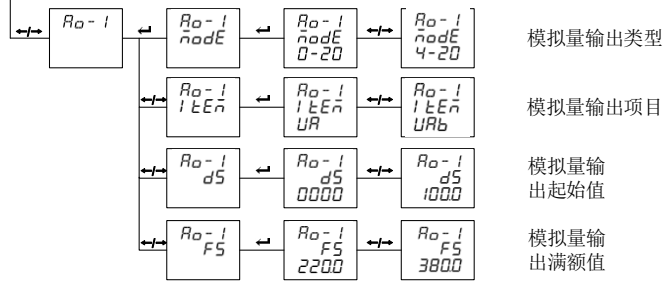 Ao-1
Ao-1
modE
Ao-1
modE
0-20
Ao-1
modE
4-20
模拟量输出类型
Ao-1
ItEm
Ao-1
ItEm
UA
Ao-1
ItEm
UAb
模拟量输出项目
Ao-1
dS
Ao-1
dS
0000
Ao-1
dS
100.0
模拟量输
出起始值
Ao-1
FS
Ao-1
FS
220.0
Ao-1
FS
380.0
模拟量输
出满额值